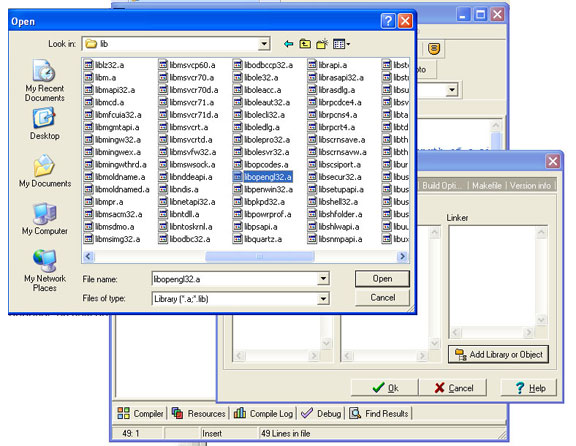 Open
Look in:
lib
My Recent
Documents
Desktop
My Documents
My Computer
My Network
Places
liblz32.a
libm.a
libmapi32.a
libmcd.a
libmfcuia32.a
libmgmtapi.a
libmingw32.a
libmingwex.a
libmingwthrd.a
libmoldname.a
libmoldnamed.a
libmpr.a
libmsacm32.a
libmsdmo.a
libmsimg32.a
libmsvcp60.a
libmsvcr70.a
libmsvcr70d.a
libmsvcr71.a
libmsvcr71d.a
libmsvcrt.a
libmsvcrtd.a
libmsvfw32.a
libmswsock.a
libnddeapi.a
libndis.a
libnetapi32.a
libntdll.a
libntoskrnl.a
libodbc32.a
libodbccp32.a
libole32.a
liboleacc.a
liboleaut32.a
libolecli32.a
liboledlg.a
libolepro32.a
libolesvr32.a
libopcodes.a
libopengl32.a
libpenwin32.a
libpkpd32.a
libpowrprof.a
libpsapi.a
libquartz.a
librapi.a
librasapi32.a
librasdlg.a
librpcdce4.a
librpcns4.a
librpcrt4.a
libscrnsave.a
libscrnsavw.a
libscsiport.a
libsecur32.a
libsetupapi.a
libshell32.a
libshfolder.a
libshlwapi.a
libsnmpapi.a
File name:
libopengl32.a
Open
Files of type:
Library (*.a;*.lib)
Cancel
Build Opti...
Makefile
Version info
Linker
Add Library or Object
Ok
Cancel
Help
Compiler
Resources
Compile Log
Debug
Find Results
49: 1
Insert
49 Lines in file